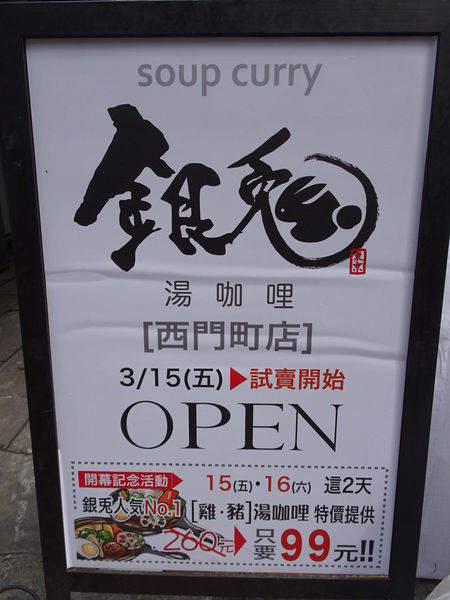 soup curry
銀兎
湯咖哩
[西門町店]
3/15(五)▶試賣開始
OPEN
開幕記念活動 15(五)・16(六) 這2天
銀兎人気No.1 [雞・豬]湯咖哩 特價提供
260元 只要99元!!